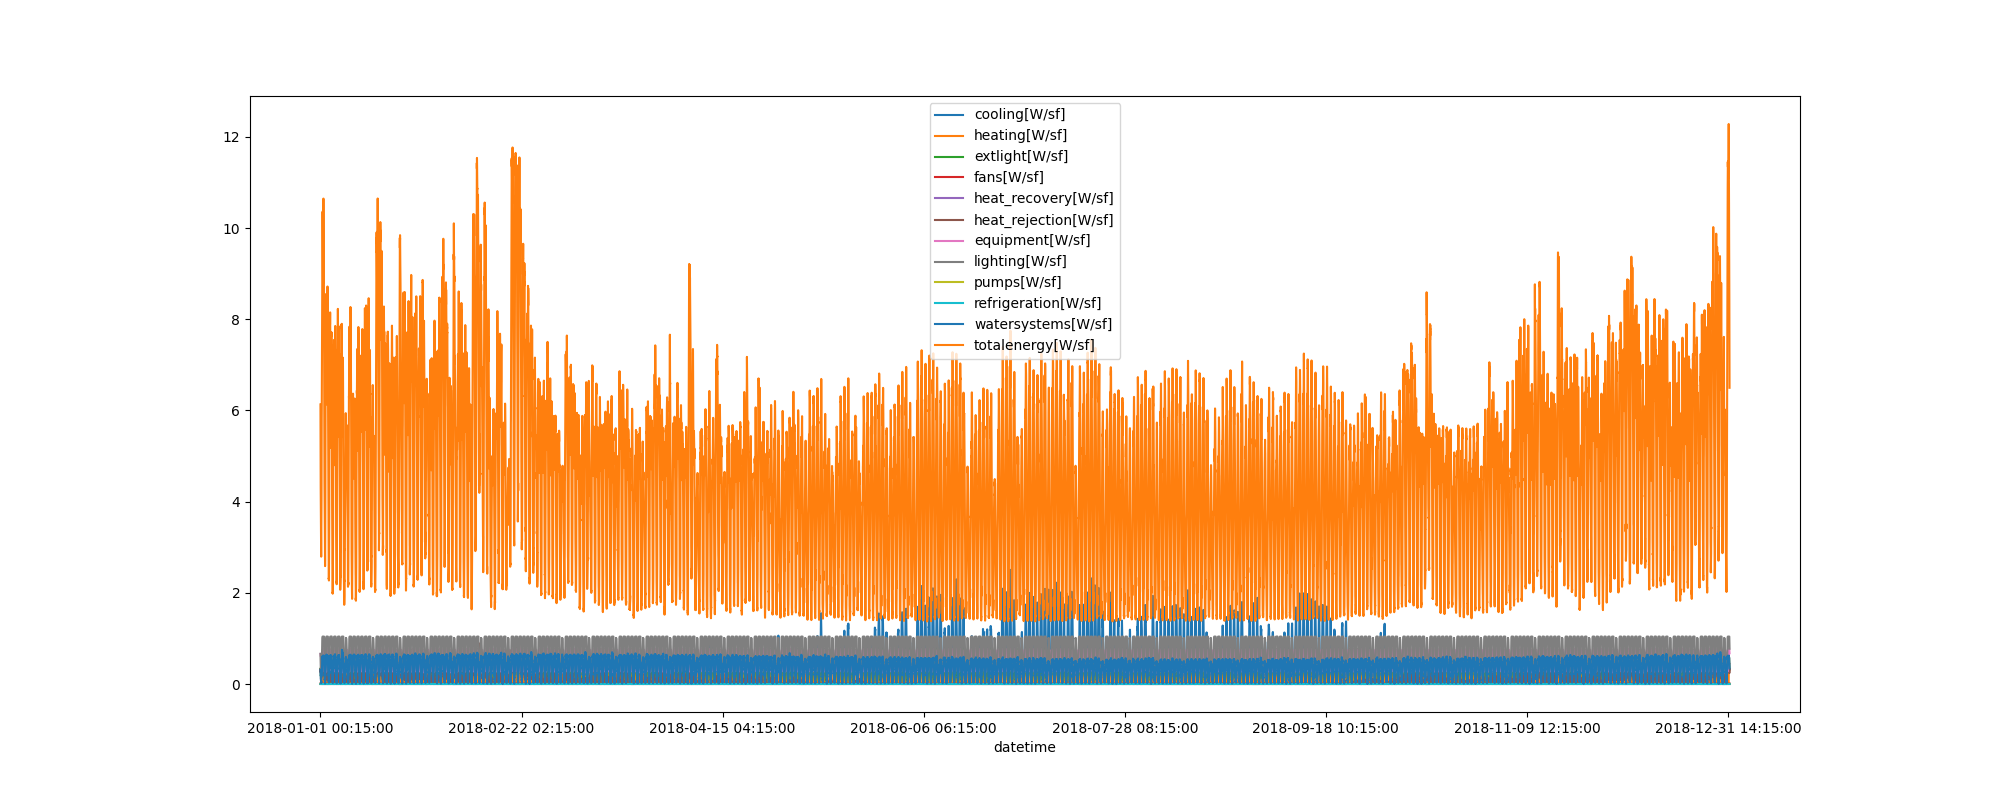 cooling[W/sf]
heating[W/sf]
extlight[W/sf]
fans[W/sf]
heat_recovery[W/sf]
heat_rejection[W/sf]
equipment[W/sf]
lighting[W/sf]
pumps[W/sf]
refrigeration[W/sf]
watersystems[W/sf]
totalenergy[W/sf]
12
10
8
6
4
2
0
2018-01-01 00:15:00 2018-02-22 02:15:00 2018-04-15 04:15:00 2018-06-06 06:15:00 2018-07-28 08:15:00 2018-09-18 10:15:00 2018-11-09 12:15:00 2018-12-31 14:15:00
datetime